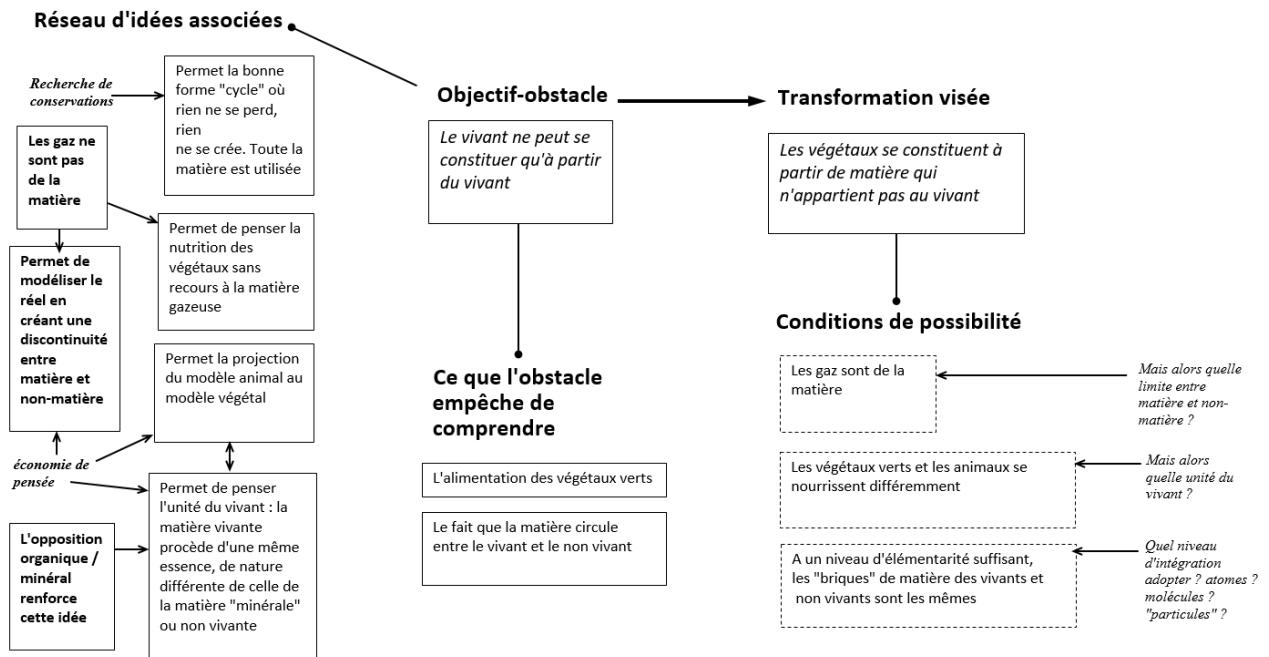 Réseau d'idées associées
Recherche de
conservations
Permet la bonne
forme "cycle" où
rien ne se perd,
rien
ne se crée. Toute la
matière est utilisée
Les gaz ne
sont pas
de la
matière
Permet de penser la
nutrition des
végétaux sans
recours à la matière
gazeuse
Permet de
modéliser le
réel en
créant une
discontinuité
entre
matière et
non-matière
Permet la projection
du modèle animal au
modèle végétal
économie de
pensée
Permet de penser
l'unité du vivant : la
matière vivante
procède d'une même
essence, de nature
différente de celle de
la matière "minérale"
ou non vivante
L'opposition
organique /
minéral
renforce
cette idée
Objectif-obstacle
Le vivant ne peut se
constituer qu'à partir
du vivant
Ce que l'obstacle
empêche de
comprendre
L'alimentation des végétaux verts
Le fait que la matière circule
entre le vivant et le non vivant
Transformation visée
Les végétaux se constituent à
partir de matière qui
n'appartient pas au vivant
Conditions de possibilité
Les gaz sont de la
matière
Mais alors quelle
limite entre
matière et non-
matière ?
Les végétaux verts et les animaux se
nourrissent différemment
Mais alors
quelle unité du
vivant ?
A un niveau d'élémentarité suffisant,
les "briques" de matière des vivants et
non vivants sont les mêmes
Quel niveau
d'intégration
adopter ? atomes ?
molécules ?
"particules" ?